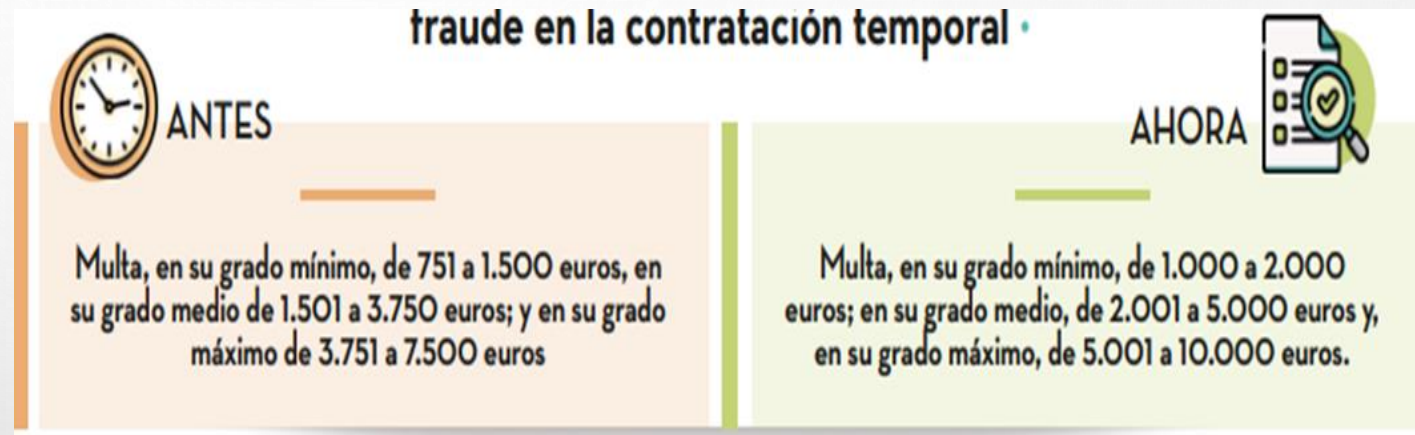 fraude en la contratación temporal ·
ANTES
Multa, en su grado mínimo, de 751 a 1.500 euros, en
su grado medio de 1.501 a 3.750 euros; y en su grado
máximo de 3.751 a 7.500 euros
AHORA
Multa, en su grado mínimo, de 1.000 a 2.000
euros; en su grado medio, de 2.001 a 5.000 euros y,
en su grado máximo, de 5.001 a 10.000 euros.